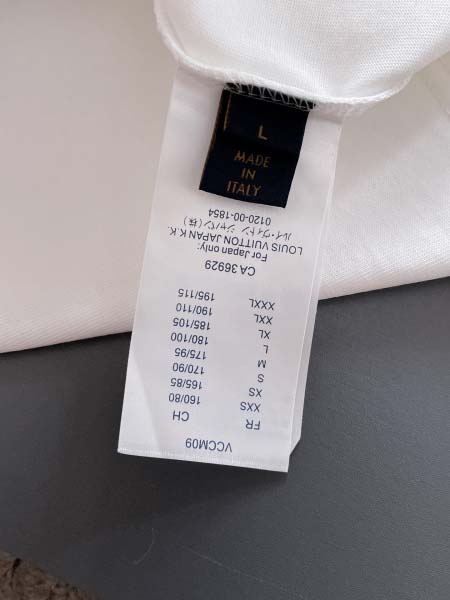 L
MADE
IN
ITALY
VCCM09
FR CH
XXS 160/80
XS 165/85
S 170/90
M 175/95
L 180/100
XL 185/105
XXL 190/110
XXXL 195/115
CA 36929
For Japan only:
LOUIS VUITTON JAPAN K.K.
ルイ・ヴィトン ジャパン(株)
0120-00-1854